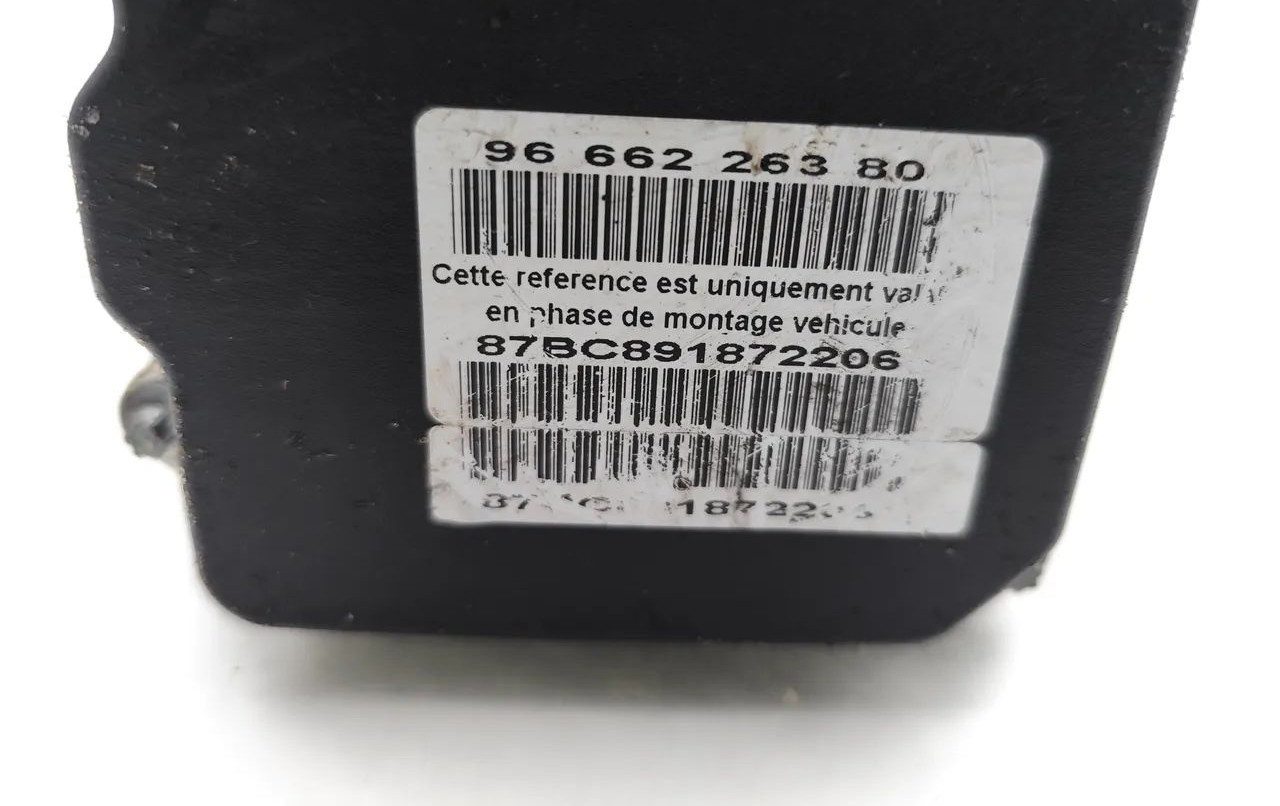 96 662 263 80
Cette reference est uniquement
en phase de montage vehicule
87BC891872206